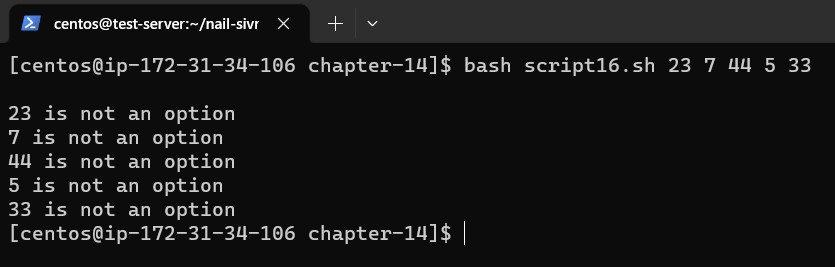 centos@test-server:~/nail-sivr
[centos@ip-172-31-34-106 chapter-14]$ bash script16.sh 23 7 44 5 33
23 is not an option
7 is not an option
44 is not an option
5 is not an option
33 is not an option
[centos@ip-172-31-34-106 chapter-14]$